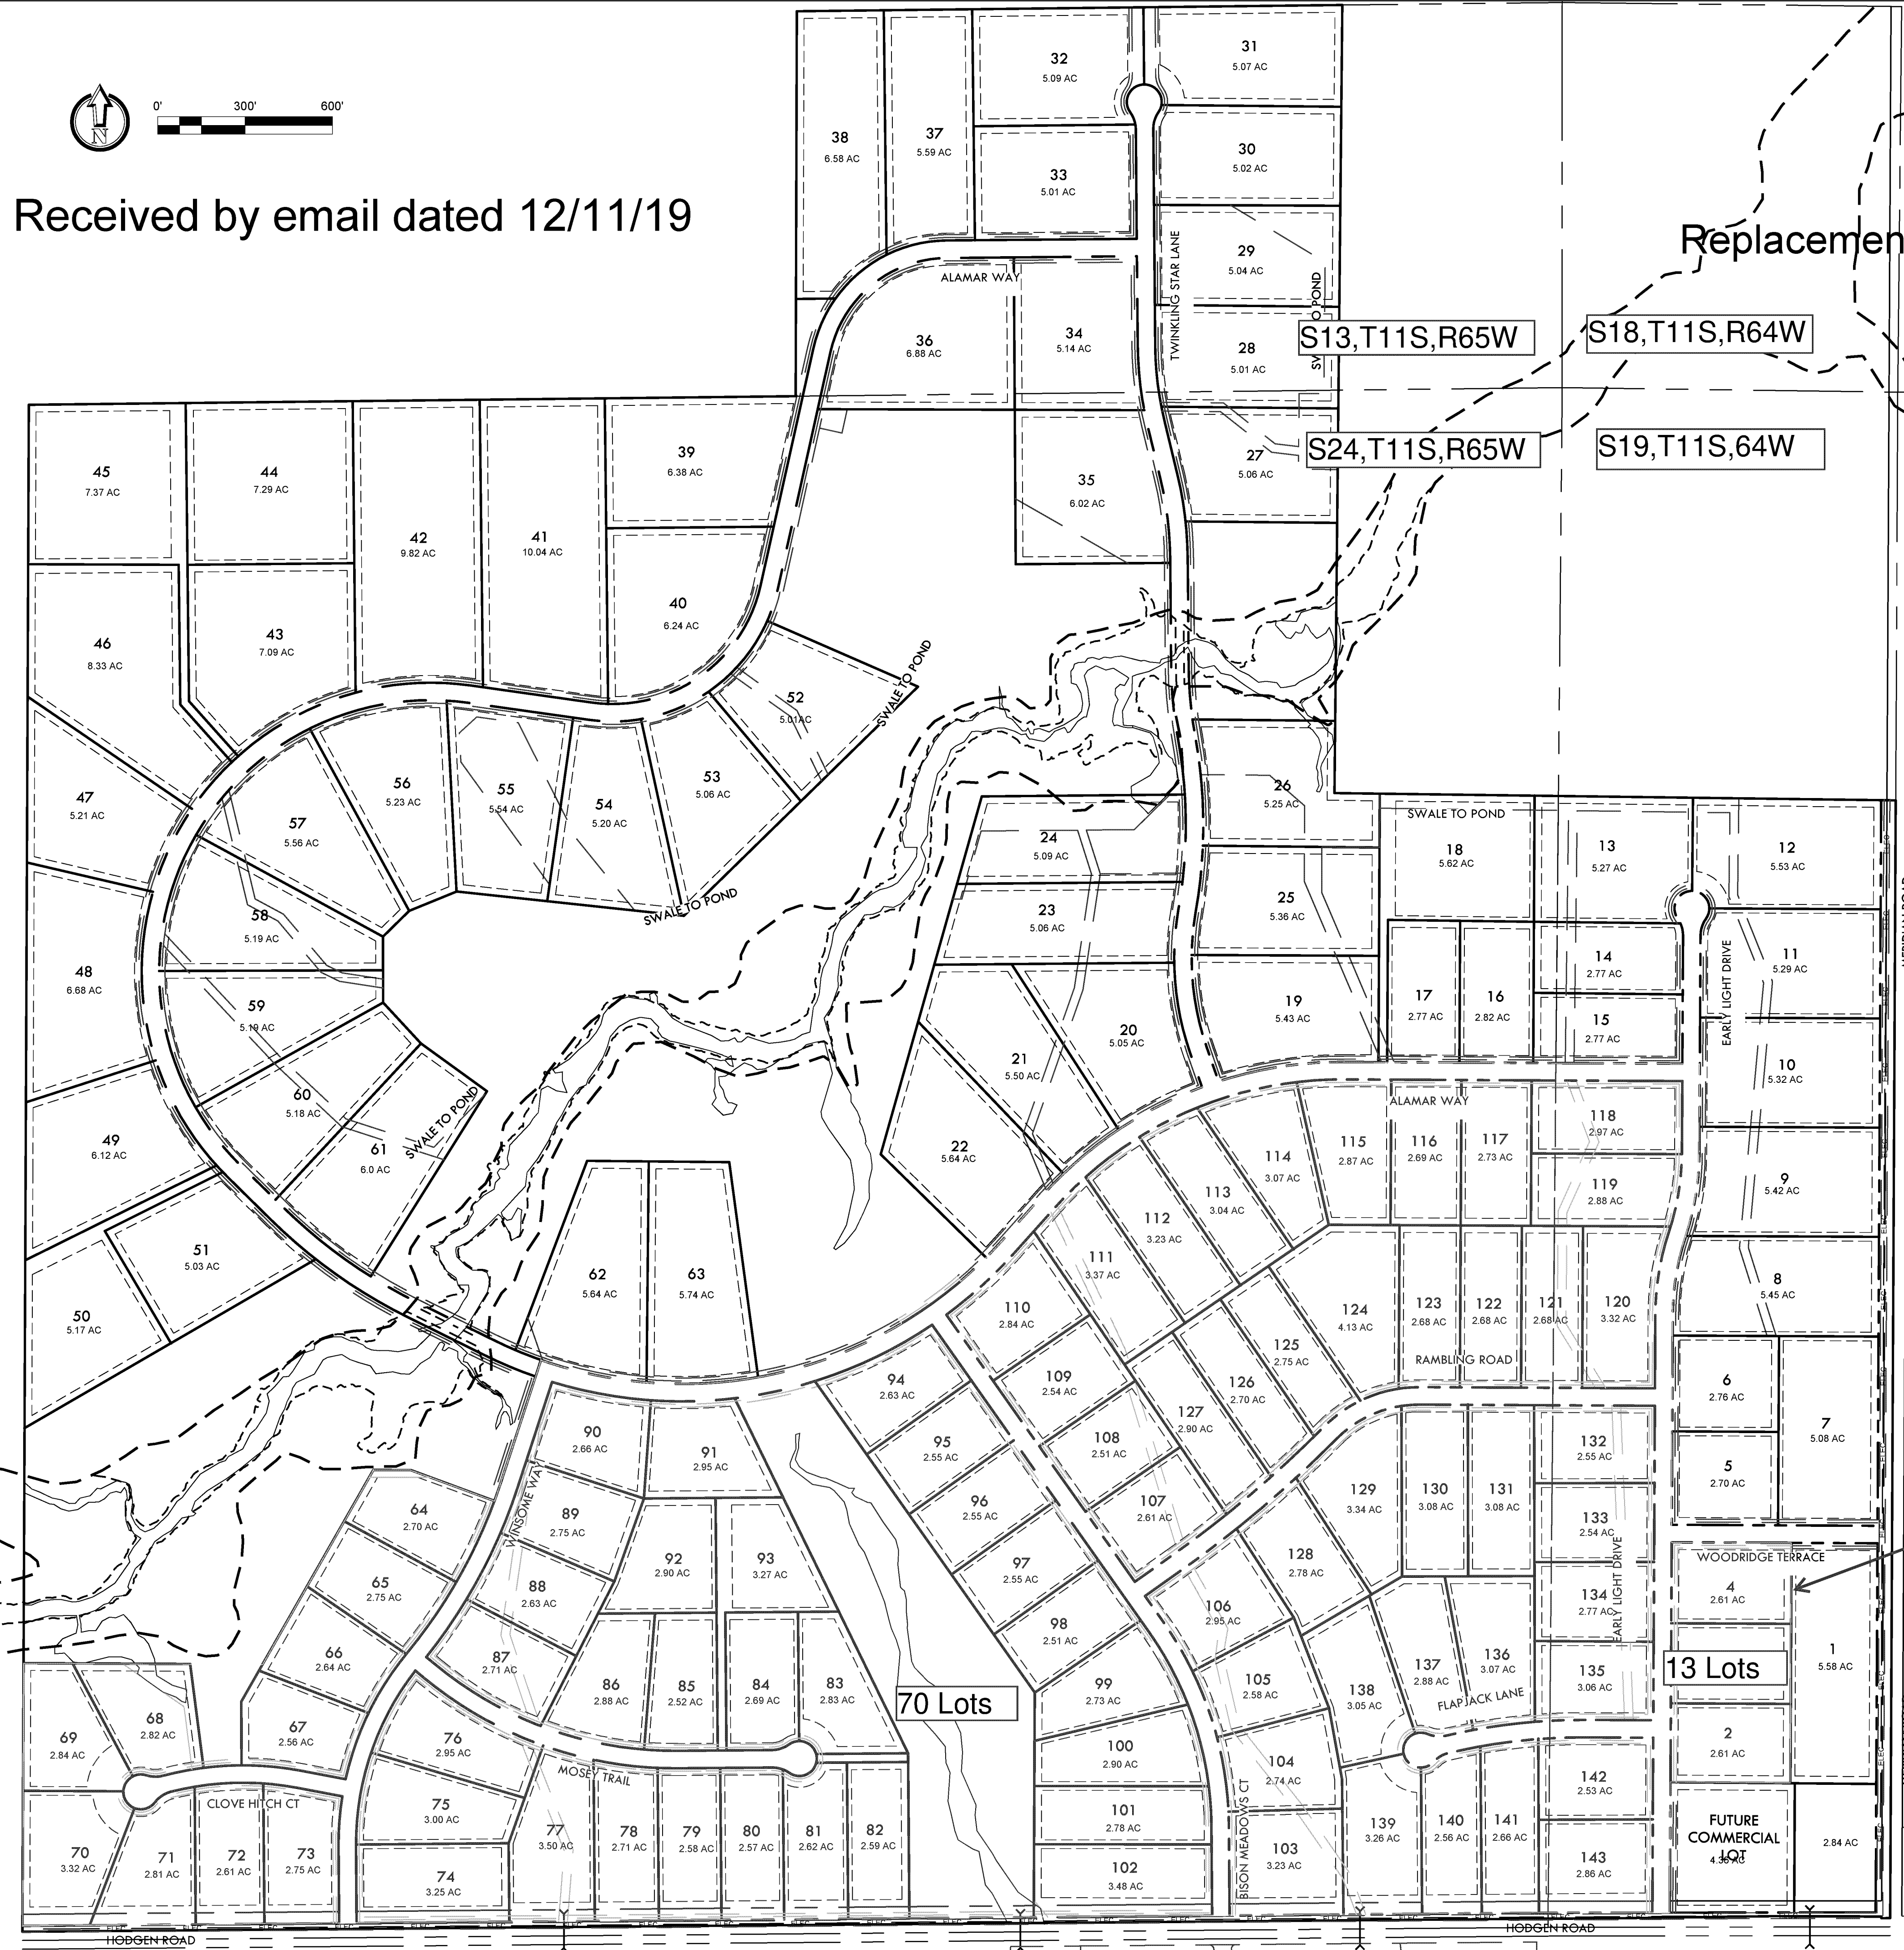 N
0'
300'
600'
Received by email dated 12/11/19
Replacemen
32
5.09 AC
31
5.07 AC
38
6.58 AC
37
5.59 AC
33
5.01 AC
30
5.02 AC
29
5.04 AC
ALAMAR WAY
TWINKLING STAR LANE
36
6.88 AC
34
5.14 AC
28
5.01 AC
S13,T11S,R65W
S18,T11S,R64W
S24,T11S,R65W
S19,T11S,64W
27
5.06 AC
35
6.02 AC
45
7.37 AC
44
7.29 AC
42
9.82 AC
41
10.04 AC
39
6.38 AC
40
6.24 AC
46
8.33 AC
43
7.09 AC
52
5.01AC
SWALE TO POND
47
5.21 AC
57
5.56 AC
56
5.23 AC
55
5.54 AC
54
5.20 AC
53
5.06 AC
SWALE TO POND
58
5.19 AC
48
6.68 AC
59
5.19 AC
60
5.18 AC
61
6.0 AC
SWALE TO POND
49
6.12 AC
51
5.03 AC
50
5.17 AC
26
5.25 AC
24
5.09 AC
23
5.06 AC
25
5.36 AC
SWALE TO POND
18
5.62 AC
13
5.27 AC
12
5.53 AC
11
5.29 AC
14
2.77 AC
EARLY LIGHT DRIVE
17
2.77 AC
16
2.82 AC
15
2.77 AC
19
5.43 AC
20
5.05 AC
21
5.50 AC
22
5.64 AC
10
5.32 AC
ALAMAR WAY
118
2.97 AC
115
2.87 AC
116
2.69 AC
117
2.73 AC
114
3.07 AC
113
3.04 AC
112
3.23 AC
111
3.37 AC
119
2.88 AC
9
5.42 AC
8
5.45 AC
62
5.64 AC
63
5.74 AC
110
2.84 AC
124
4.13 AC
123
2.68 AC
122
2.68 AC
121
2.68 AC
120
3.32 AC
RAMBLING ROAD
125
2.75 AC
126
2.70 AC
127
2.90 AC
109
2.54 AC
108
2.51 AC
107
2.61 AC
6
2.76 AC
7
5.08 AC
5
2.70 AC
94
2.63 AC
95
2.55 AC
96
2.55 AC
97
2.55 AC
98
2.51 AC
99
2.73 AC
100
2.90 AC
101
2.78 AC
102
3.48 AC
90
2.66 AC
91
2.95 AC
WINSOME WAY
89
2.75 AC
88
2.63 AC
87
2.71 AC
92
2.90 AC
93
3.27 AC
86
2.88 AC
85
2.52 AC
84
2.69 AC
83
2.83 AC
64
2.70 AC
65
2.75 AC
66
2.64 AC
67
2.56 AC
68
2.82 AC
69
2.84 AC
70
3.32 AC
71
2.81 AC
72
2.61 AC
73
2.75 AC
CLOVE HITCH CT
76
2.95 AC
75
3.00 AC
74
3.25 AC
MOSEY TRAIL
77
3.50 AC
78
2.71 AC
79
2.58 AC
80
2.57 AC
81
2.62 AC
82
2.59 AC
70 Lots
129
3.34 AC
130
3.08 AC
131
3.08 AC
132
2.55 AC
133
2.54 AC
134
2.77 AC
135
3.06 AC
EARLY LIGHT DRIVE
128
2.78 AC
106
2.95 AC
105
2.58 AC
104
2.74 AC
103
3.23 AC
BISON MEADOWS CT
138
3.05 AC
137
2.88 AC
136
3.07 AC
FLAPJACK LANE
139
3.26 AC
140
2.56 AC
141
2.66 AC
142
2.53 AC
143
2.86 AC
WOODRIDGE TERRACE
4
2.61 AC
13 Lots
1
5.58 AC
2
2.61 AC
FUTURE
COMMERCIAL
LOT
2.84 AC
HODGEN ROAD
HODGEN ROAD